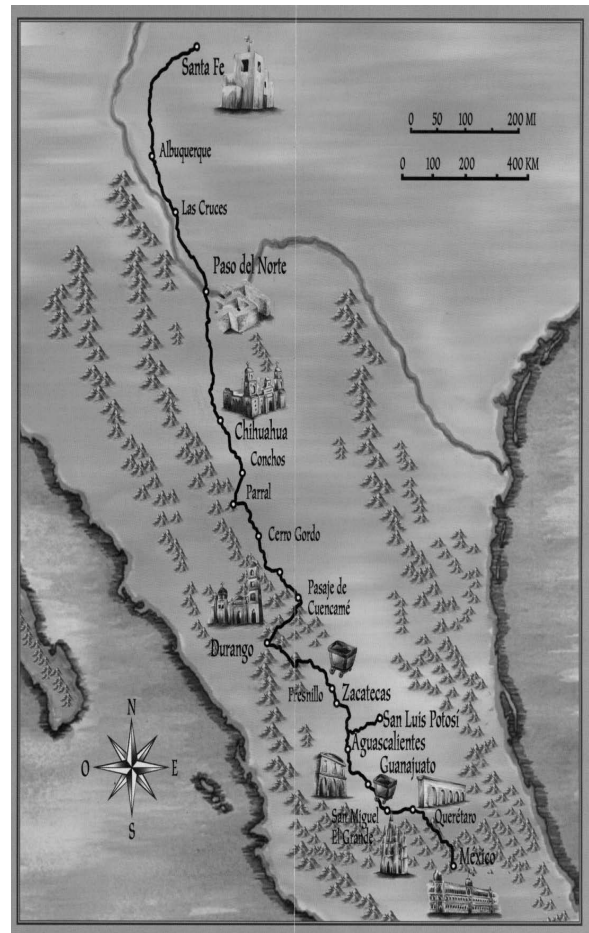 Santa Fe
0 50 100 200 MI
Albuquerque
0 100 200 400 KM
Las Cruces
Paso del Norte
Chihuahua
Conchos
Parral
Cerro Gordo
Pasaje de
Cuencamé
Durango
Fresnillo
Zacatecas
San Luis Potosí
Aguascalientes
N
O E
S
Guanajuato
San Miguel
El Grande
Querétaro
México